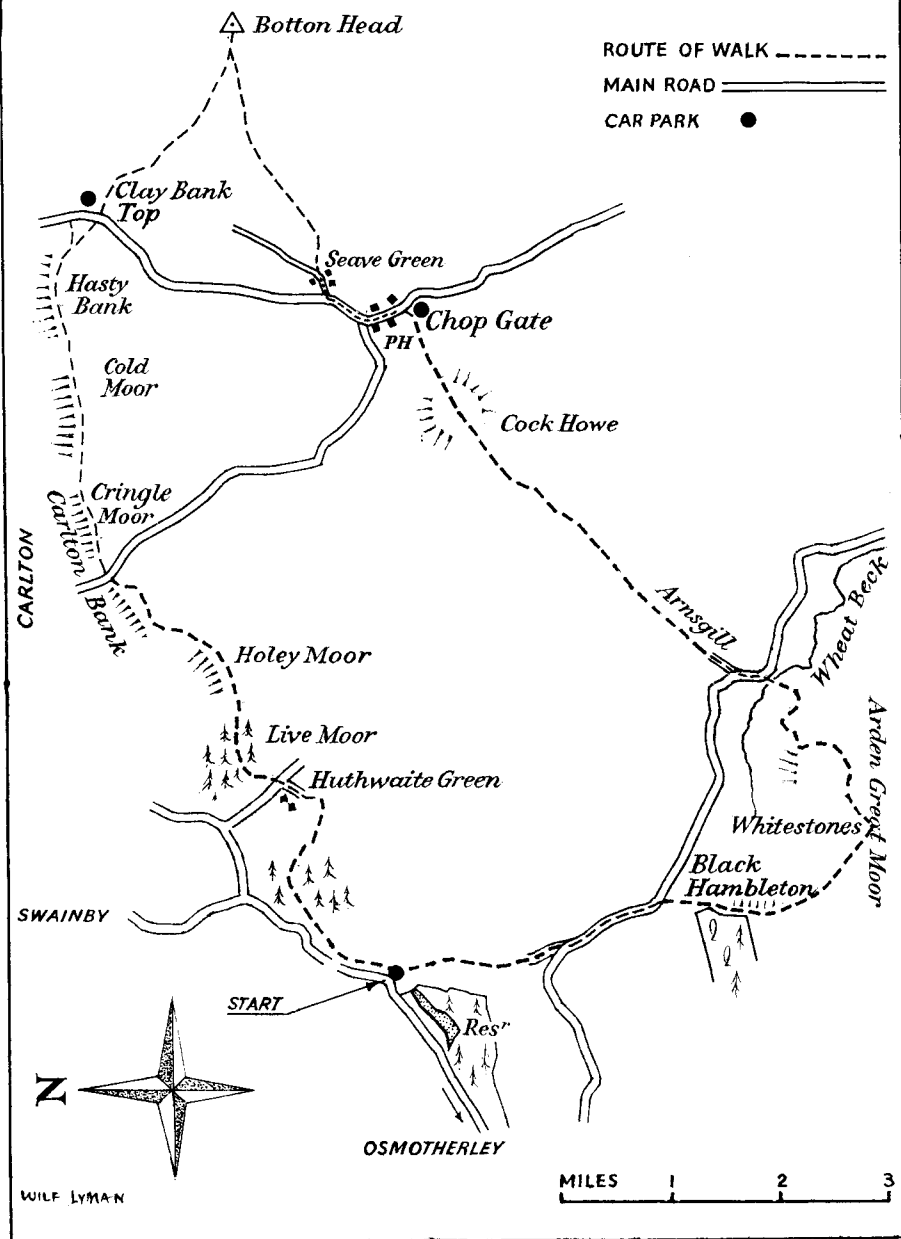 Botton Head
ROUTE OF WALK
MAIN ROAD
CAR PARK
Clay Bank
Top
Seave Green
Hasty
Bank
Chop Gate
PH
Cold
Moor
Cock Howe
Cringle
Moor
Carlton
Bank
CARLTON
Arnsgill
Wheat Beck
Holey Moor
Arden Great Moor
Live Moor
Huthwaite Green
Whitestones
Black
Hambleton
SWAINBY
START
Resr
N
OSMOTHERLEY
MILES 1 2 3
WILF LYMAN